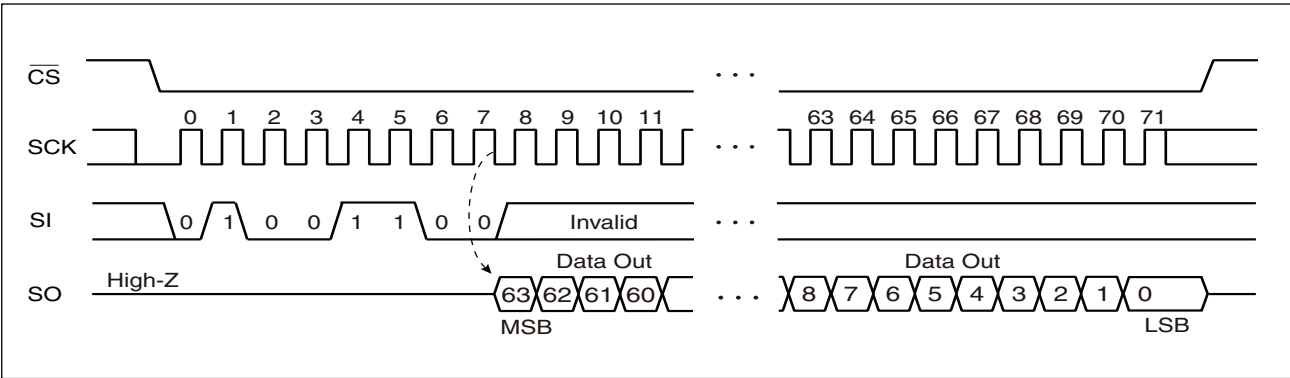 CS . . .
0 1 2 3 4 5 6 7 8 9 10 11 63 64 65 66 67 68 69 70 71
SCK . . .
SI 0 1 0 0 1 1 0 0 Invalid . . .
High-Z Data Out Data Out
SO 63 62 61 60 . . . 8 7 6 5 4 3 2 1 0
MSB LSB